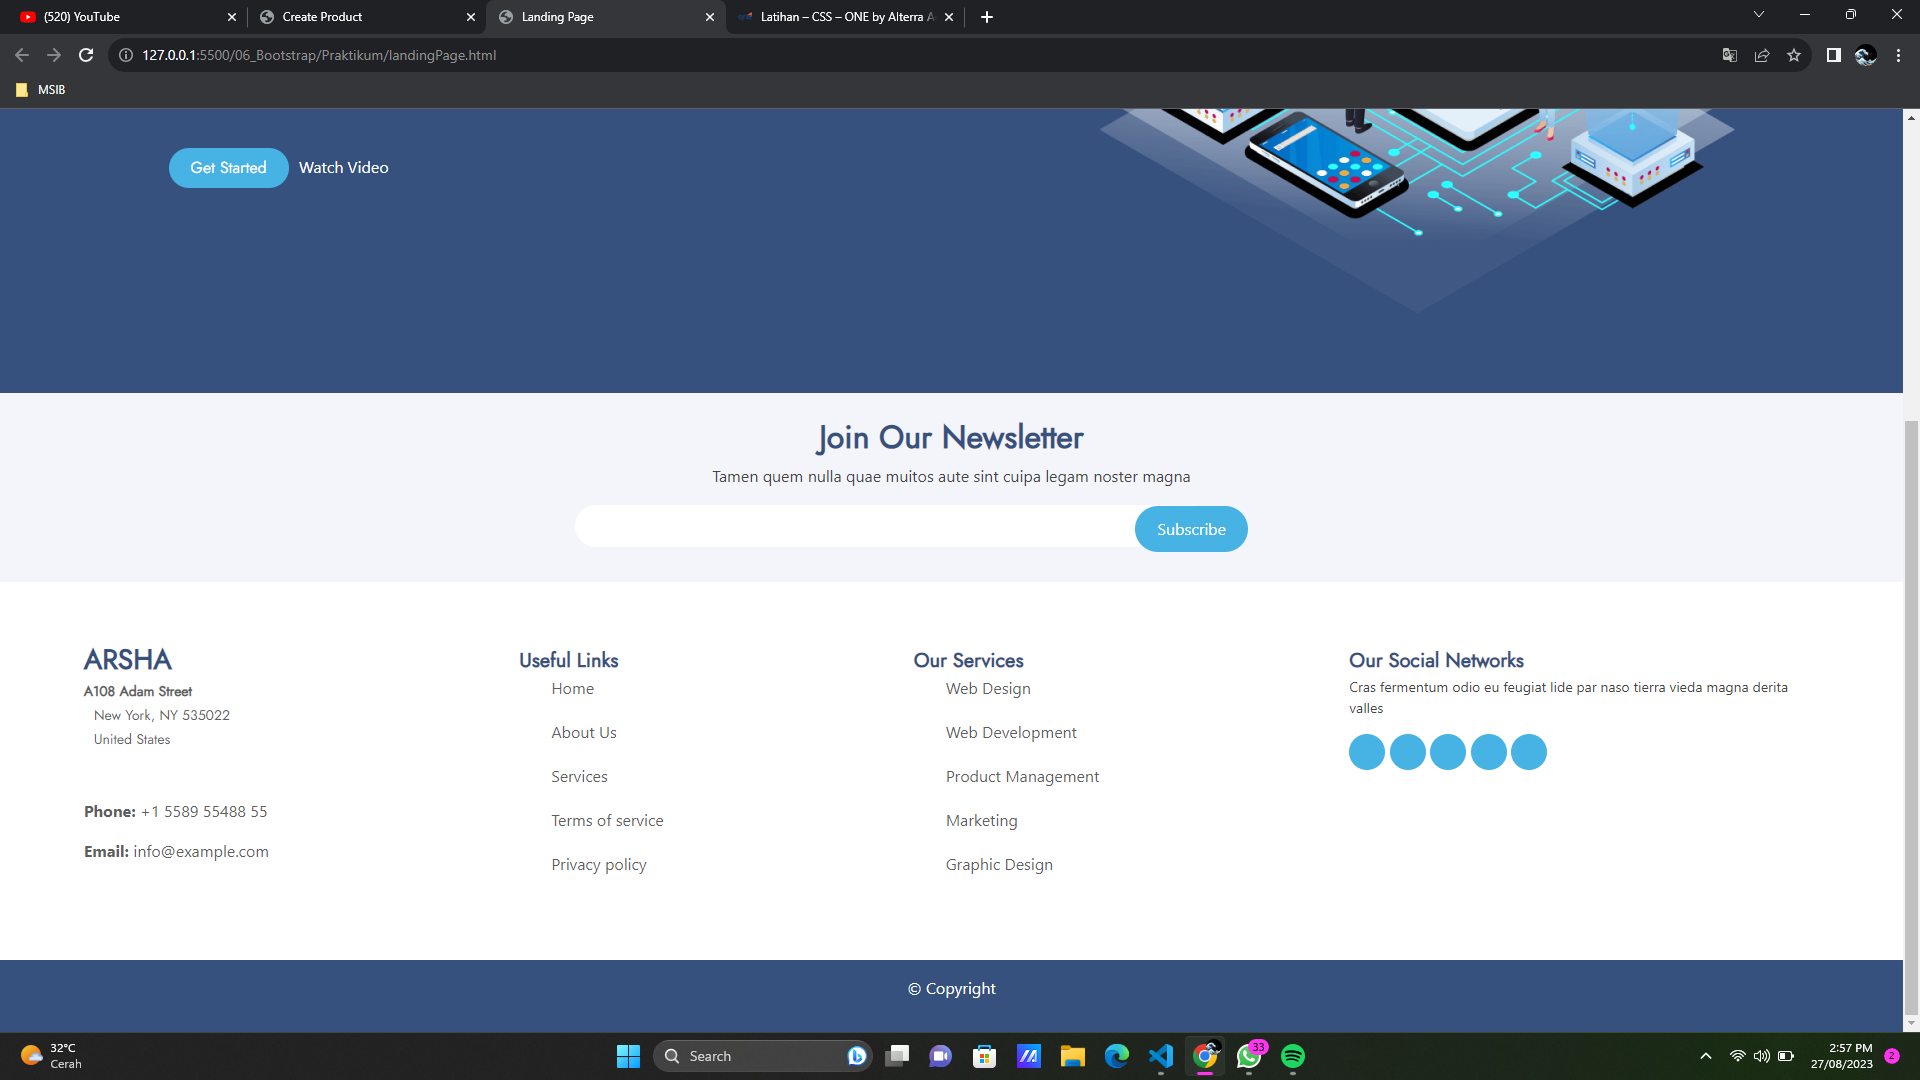 (520) YouTube
Create Product
Landing Page
Latihan – CSS – ONE by Alterra A
127.0.0.1:5500/06_Bootstrap/Praktikum/landingPage.html
MSIB
Get Started
Watch Video
Join Our Newsletter
Tamen quem nulla quae muitos aute sint cuipa legam noster magna
Subscribe
ARSHA
A108 Adam Street
New York, NY 535022
United States
Phone: +1 5589 55488 55
Email: info@example.com
Useful Links
Home
About Us
Services
Terms of service
Privacy policy
Our Services
Web Design
Web Development
Product Management
Marketing
Graphic Design
Our Social Networks
Cras fermentum odio eu feugiat lide par naso tierra vieda magna derita
valles
© Copyright
32°C
Cerah
Search
33
2:57 PM
27/08/2023
2